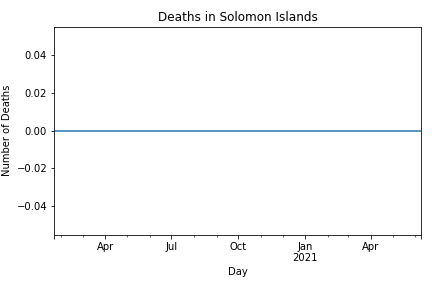 Deaths in Solomon Islands
Number of Deaths
0.04
0.02
0.00
−0.02
−0.04
Apr
Jul
Oct
Jan
2021
Apr
Day